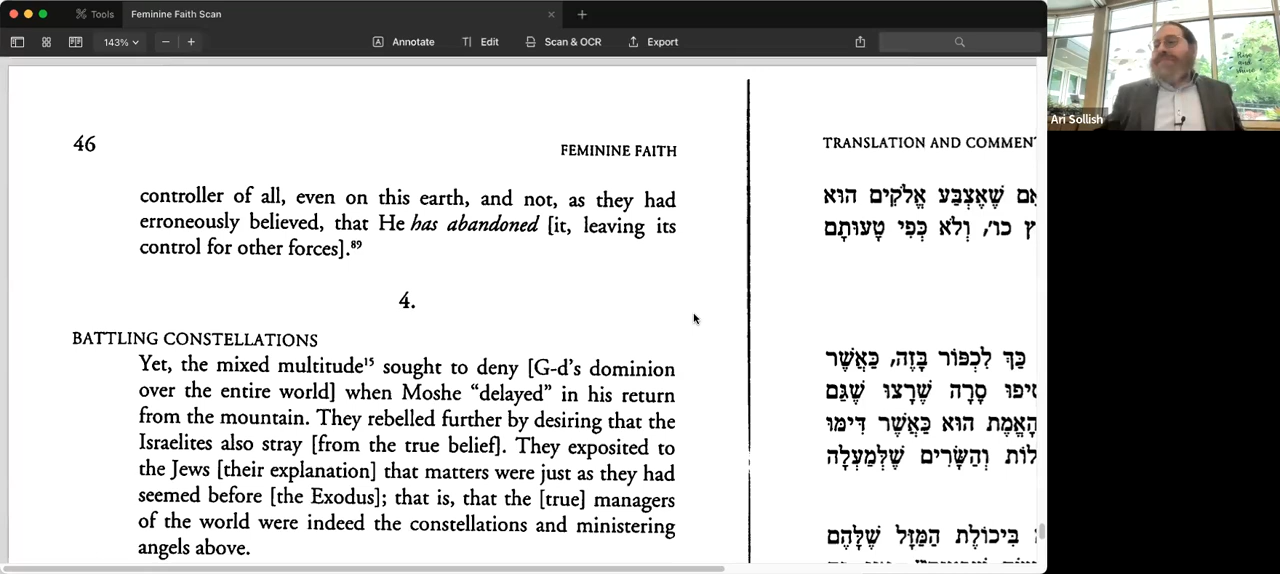 Tools
Feminine Faith Scan
143%
Annotate
Edit
Scan & OCR
Export
46
FEMININE FAITH
controller of all, even on this earth, and not, as they had
erroneously believed, that He has abandoned [it, leaving its
control for other forces].⁸⁹
4.
BATTLING CONSTELLATIONS
Yet, the mixed multitude¹⁵ sought to deny [G-d's dominion
over the entire world] when Moshe “delayed” in his return
from the mountain. They rebelled further by desiring that the
Israelites also stray [from the true belief]. They exposited to
the Jews [their explanation] that matters were just as they had
seemed before [the Exodus]; that is, that the [true] managers
of the world were indeed the constellations and ministering
angels above.
TRANSLATION AND COMMEN
שֶׁאֶצְבַּע אֱלֹקִים הוּא
ץ כו׳, וְלֹא כְּפִי טָעוּתָם
כַּךְ לִכְפּוֹר בָּזֶה, כַּאֲשֶׁר
סָרָה שֶׁרָצוּ שֶׁגַּם
הָאֱמֶת הוּא כַּאֲשֶׁר דִּימוּ
לוֹת וְהַשָּׂרִים שֶׁלְּמַעְלָה
בִּיכוֹלֶת הַמַּזָּל שֶׁלָּהֶם
Rise
and
Shine
Ari Sollish